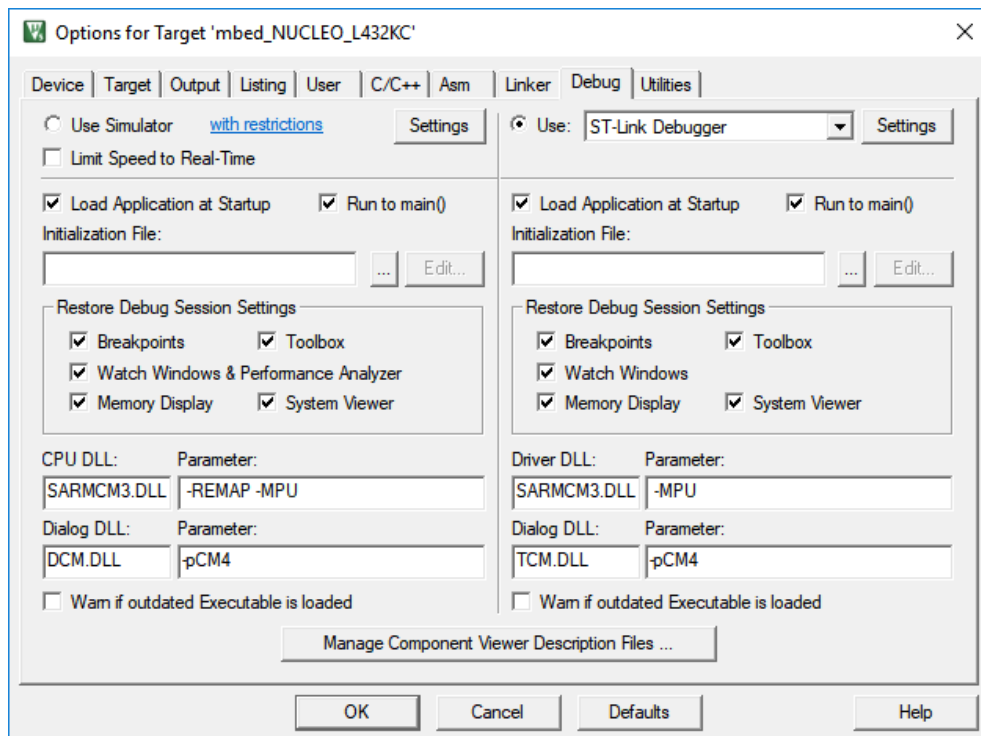 Options for Target 'mbed_NUCLEO_L432KC'
Device Target Output Listing User C/C++ Asm Linker Debug Utilities
Use Simulator with restrictions Settings
Limit Speed to Real-Time
Load Application at Startup Run to main()
Initialization File:
... Edit...
Restore Debug Session Settings
Breakpoints Toolbox
Watch Windows & Performance Analyzer
Memory Display System Viewer
CPU DLL: Parameter:
SARMCM3.DLL -REMAP -MPU
Dialog DLL: Parameter:
DCM.DLL -pCM4
Warn if outdated Executable is loaded
Use: ST-Link Debugger Settings
Load Application at Startup Run to main()
Initialization File:
... Edit...
Restore Debug Session Settings
Breakpoints Toolbox
Watch Windows
Memory Display System Viewer
Driver DLL: Parameter:
SARMCM3.DLL -MPU
Dialog DLL: Parameter:
TCM.DLL -pCM4
Warn if outdated Executable is loaded
Manage Component Viewer Description Files ...
OK Cancel Defaults Help